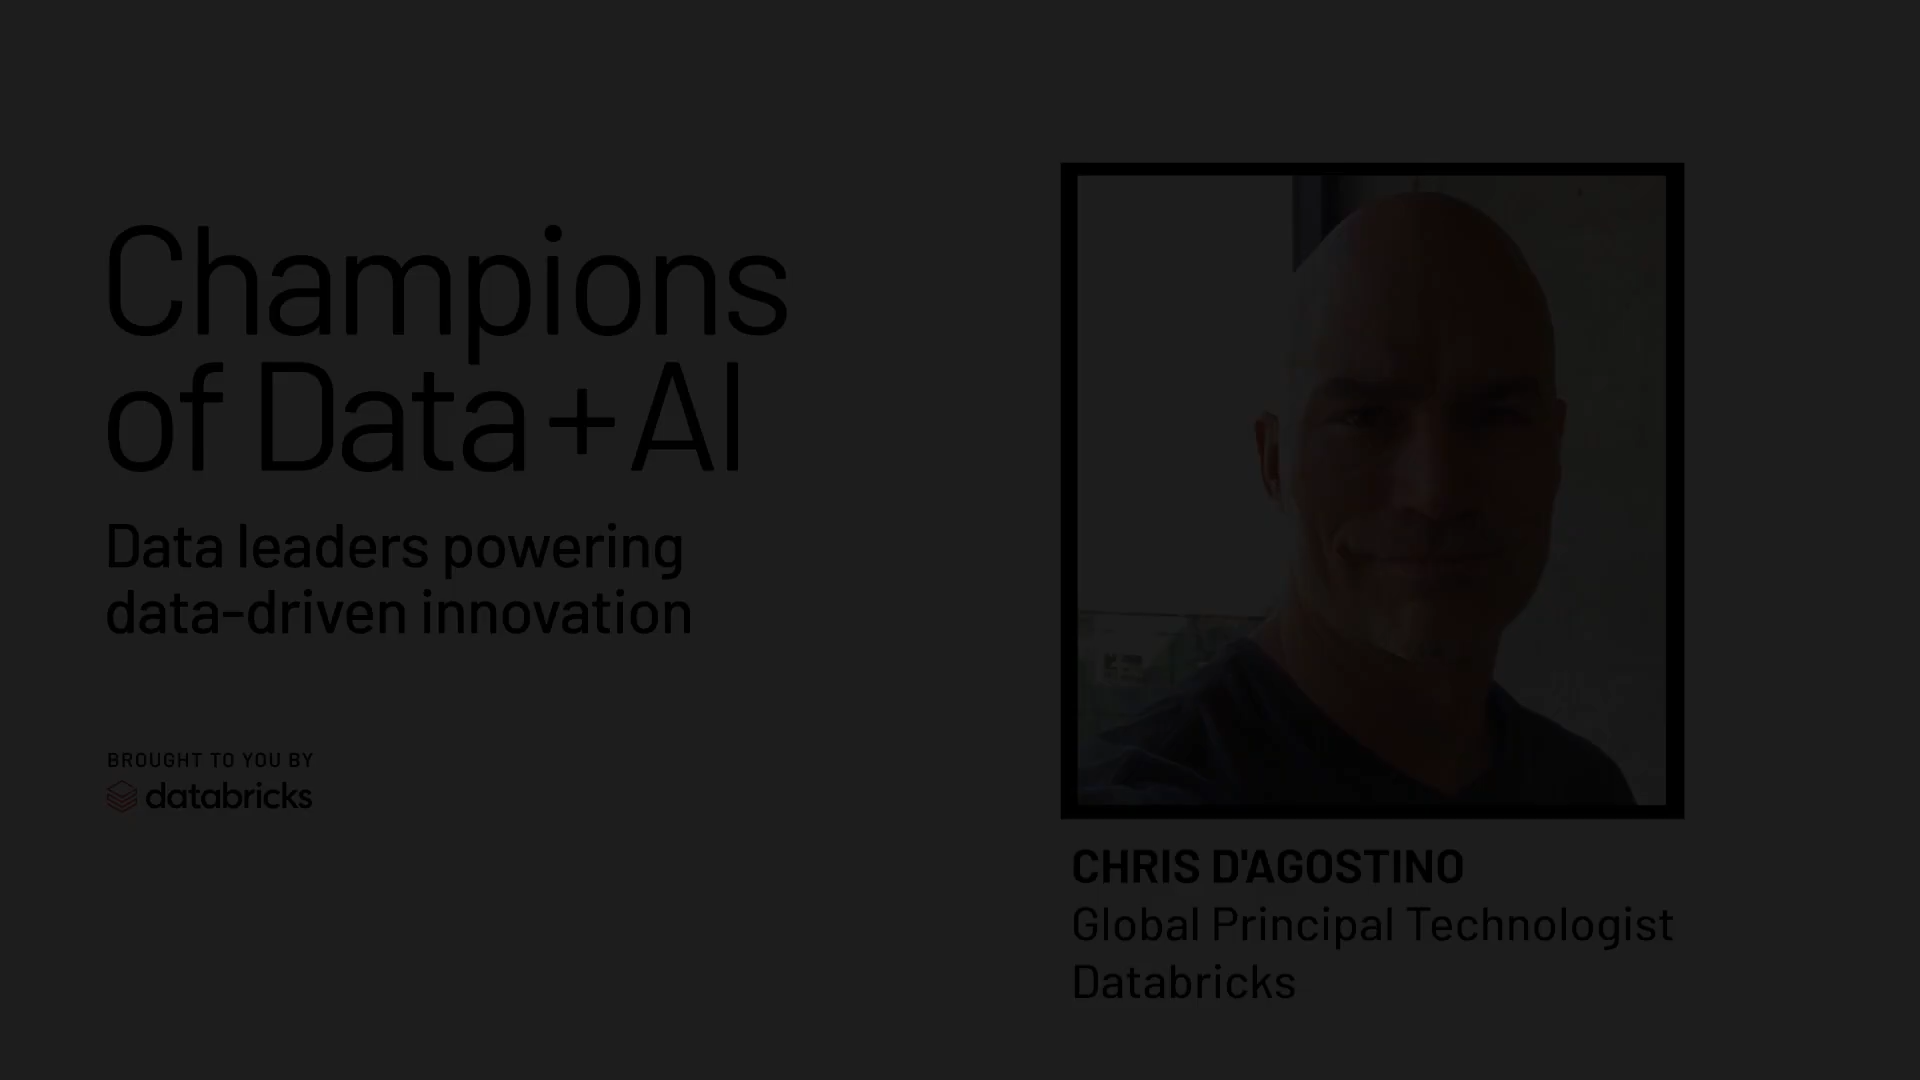 Champions
of Data + AI
Data leaders powering
data-driven innovation
BROUGHT TO YOU BY
databricks
CHRIS D'AGOSTINO
Global Principal Technologist
Databricks